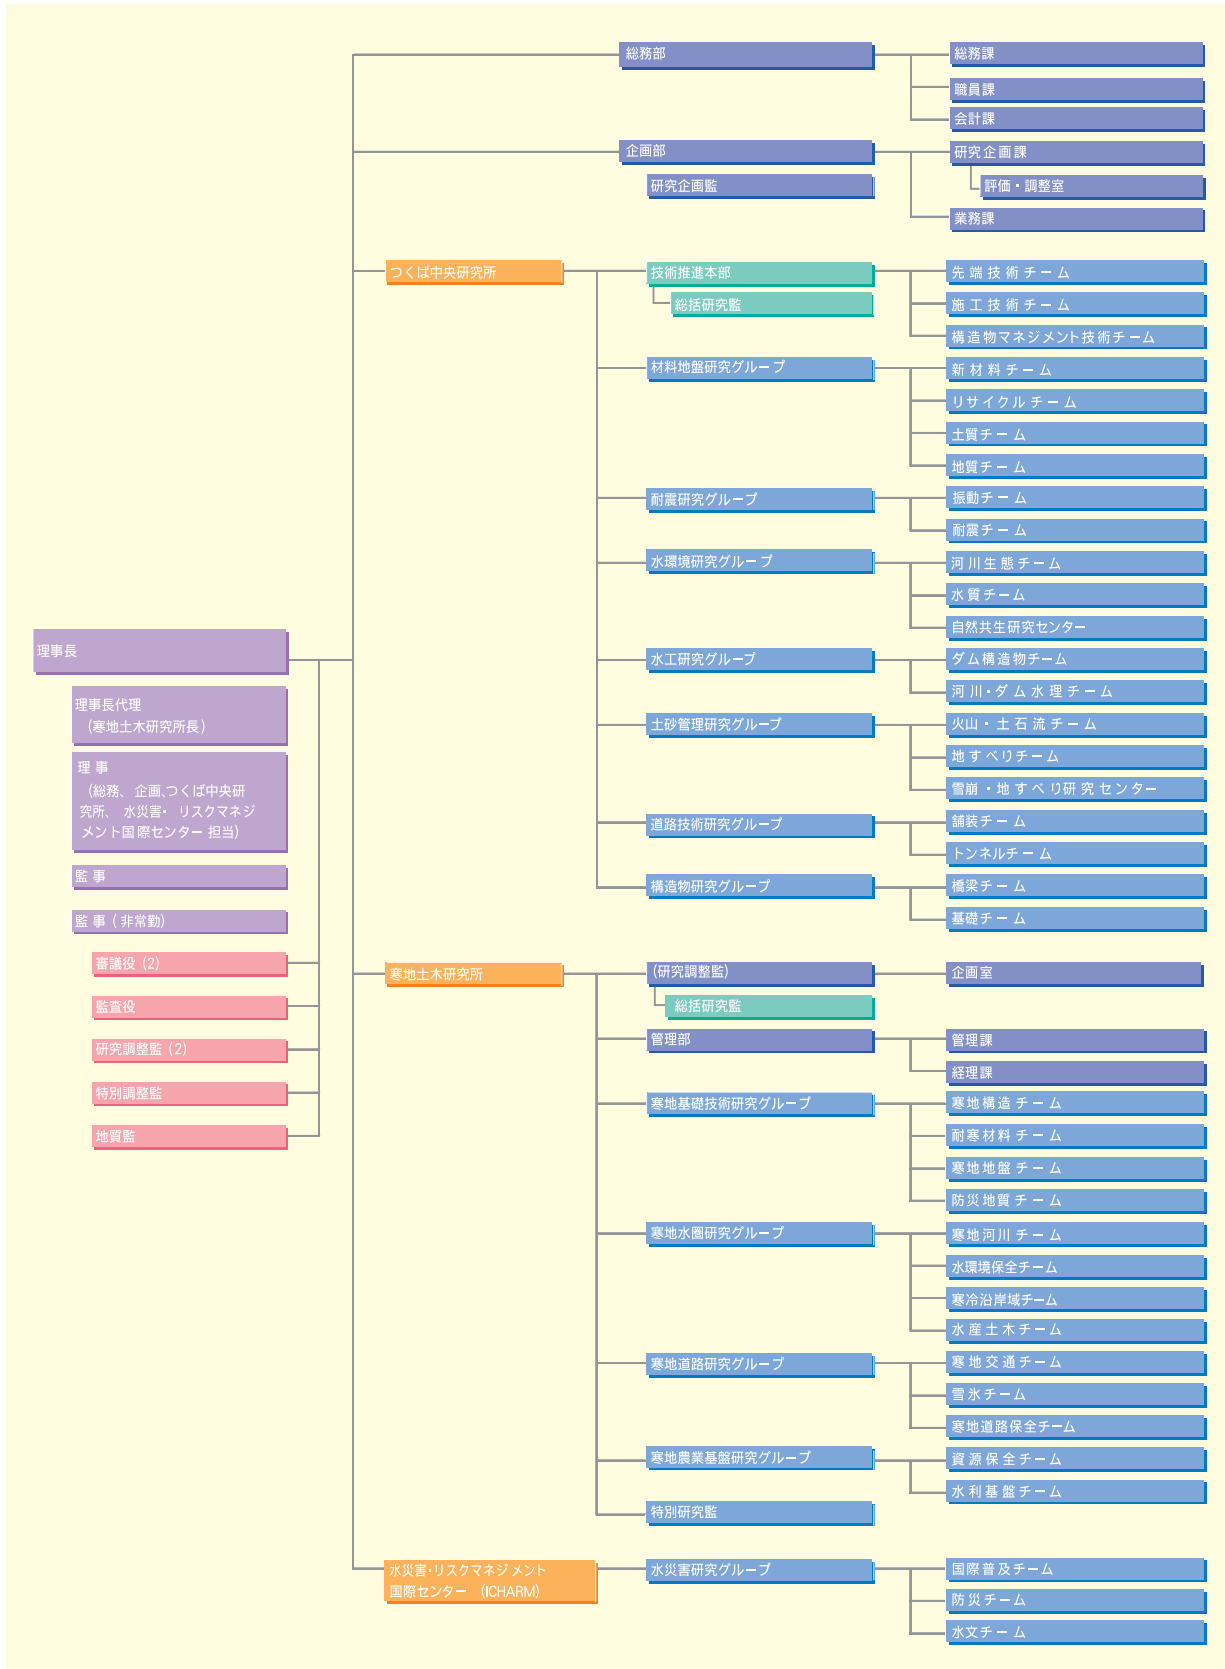 総務部
総務課
職員課
会計課
企画部
研究企画監
研究企画課
評価・調整室
業務課
つくば中央研究所
技術推進本部
総括研究監
先端技術チーム
施工技術チーム
構造物マネジメント技術チーム
材料地盤研究グループ
新材料チーム
リサイクルチーム
土質チーム
地質チーム
耐震研究グループ
振動チーム
耐震チーム
水環境研究グループ
河川生態チーム
水質チーム
自然共生研究センター
水工研究グループ
ダム構造物チーム
河川・ダム水理チーム
土砂管理研究グループ
火山・土石流チーム
地すべりチーム
雪崩・地すべり研究センター
道路技術研究グループ
舗装チーム
トンネルチーム
構造物研究グループ
橋梁チーム
基礎チーム
理事長
理事長代理
(寒地土木研究所長)
理事
(総務、企画、つくば中央研
究所、水災害・リスクマネジ
メント国際センター担当)
監事
監事(非常勤)
審議役(2)
監査役
研究調整監(2)
特別調整監
地質監
寒地土木研究所
(研究調整監)
総括研究監
企画室
管理部
管理課
経理課
寒地基礎技術研究グループ
寒地構造チーム
耐寒材料チーム
寒地地盤チーム
防災地質チーム
寒地水圏研究グループ
寒地河川チーム
水環境保全チーム
寒冷沿岸域チーム
水産土木チーム
寒地道路研究グループ
寒地交通チーム
雪氷チーム
寒地道路保全チーム
寒地農業基盤研究グループ
資源保全チーム
水利基盤チーム
特別研究監
水災害・リスクマネジメント
国際センター (ICHARM)
水災害研究グループ
国際普及チーム
防災チーム
水文チーム